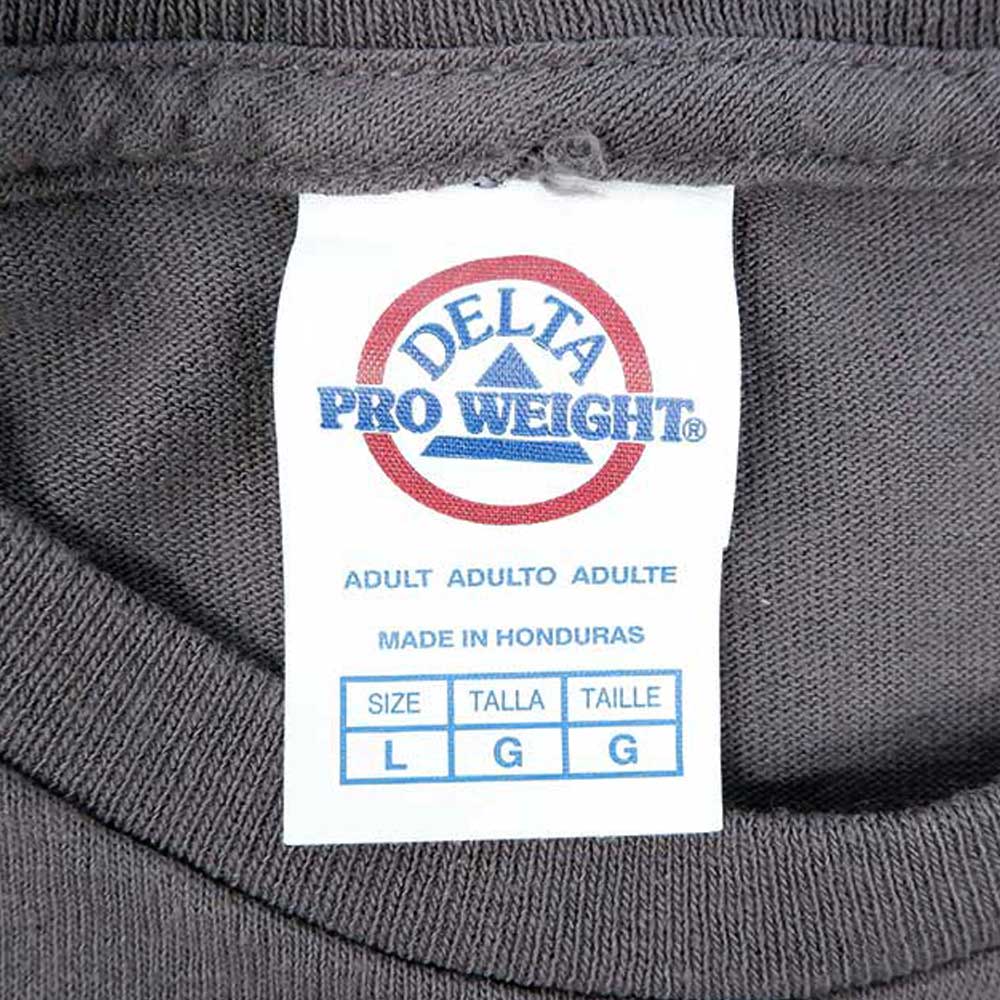 DELTA
PRO WEIGHT®
ADULT ADULTO ADULTE
MADE IN HONDURAS
SIZE TALLA TAILLE
L G G